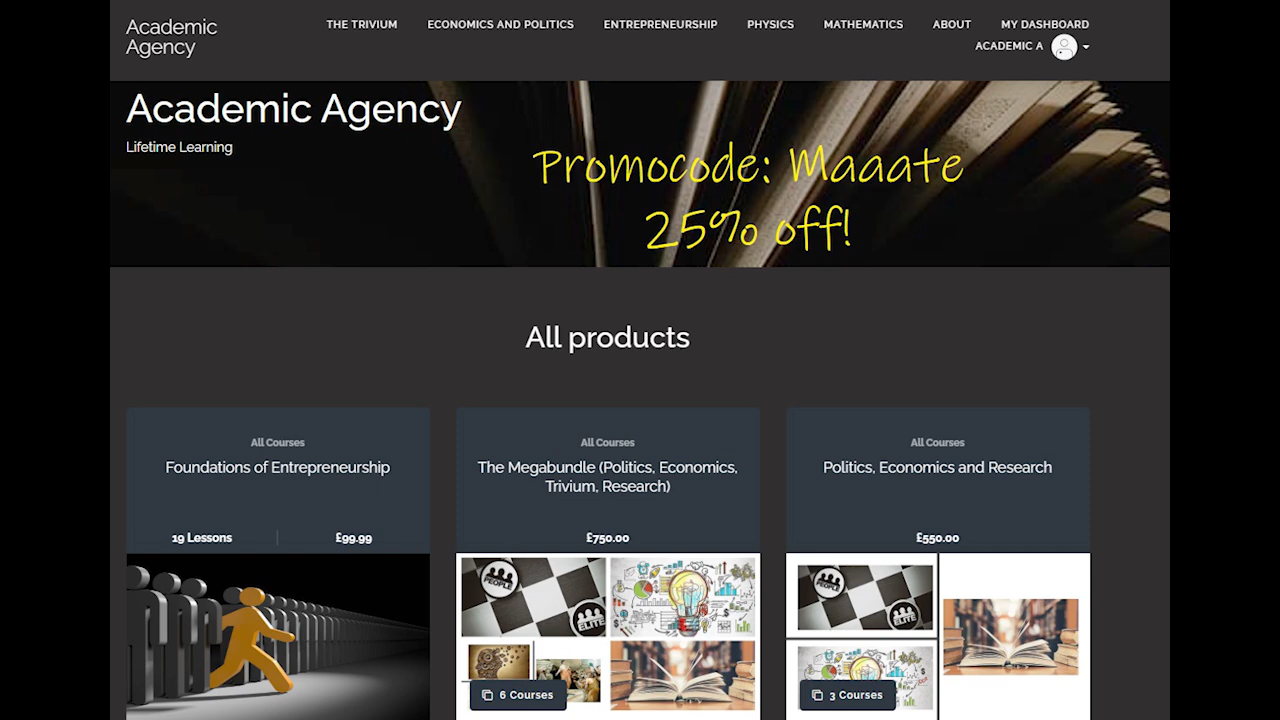 Academic
Agency
THE TRIVIUM ECONOMICS AND POLITICS ENTREPRENEURSHIP PHYSICS MATHEMATICS ABOUT MY DASHBOARD
ACADEMIC A
Academic Agency
Lifetime Learning
Promocode: Maaate
25% off!
All products
All Courses
Foundations of Entrepreneurship
19 Lessons £99.99
All Courses
The Megabundle (Politics, Economics,
Trivium, Research)
£750.00
PEOPLE
ELITE
6 Courses
All Courses
Politics, Economics and Research
£550.00
PEOPLE
ELITE
3 Courses